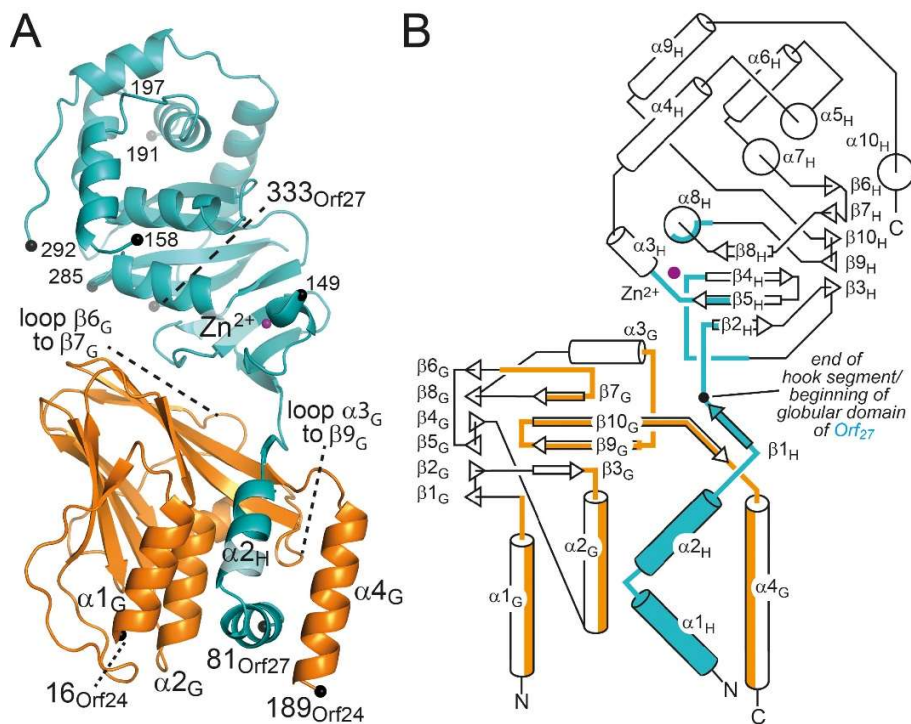 A
197
191
333Orf27
292
158
285
149
Zn2+
loop β6G
to β7G
loop α3G
to β9G
α2H
α1G
α4G
81Orf27
16Orf24
α2G
189Orf24
B
α9H
α6H
α4H
α5H
α10H
α7H
β6H
α8H
β7H
C
β10H
α3H
β8H
β9H
β4H
β3H
Zn2+
β5H
β2H
α3G
β6G
β8G
β7G
end of
hook segment/
beginning of
globular domain
of Orf27
β4G
β10G
β5G
β9G
β1H
β2G
β3G
β1G
α2H
α2G
α1G
α4G
α1H
N
N
C